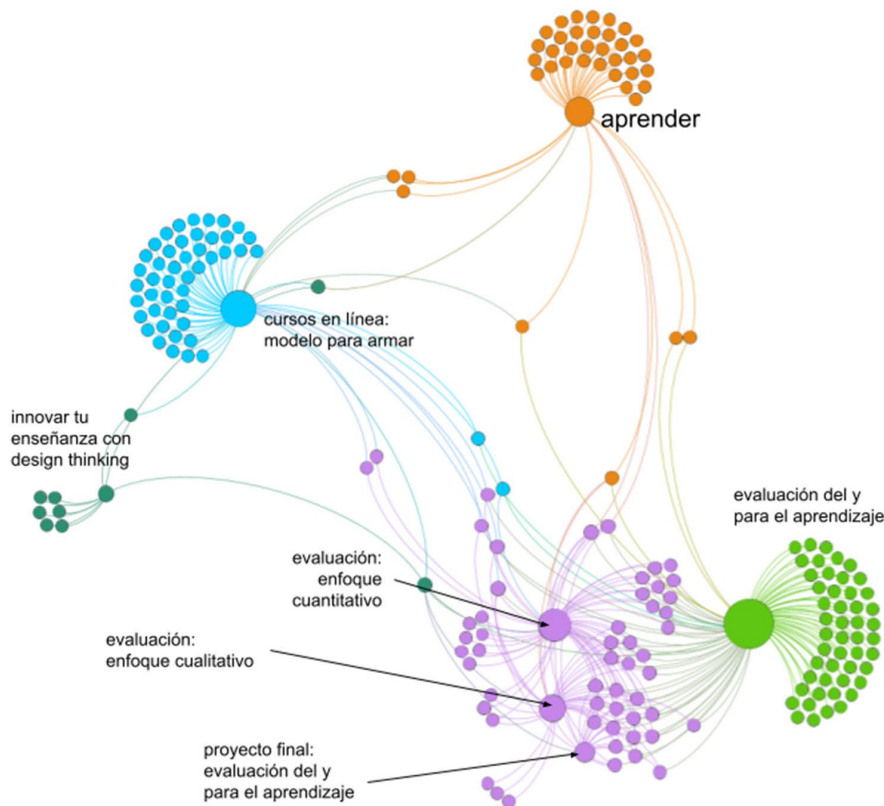 aprender
cursos en línea:
modelo para armar
innovar tu
enseñanza con
design thinking
evaluación del y
para el aprendizaje
evaluación:
enfoque
cuantitativo
evaluación:
enfoque cualitativo
proyecto final:
evaluación del y
para el aprendizaje